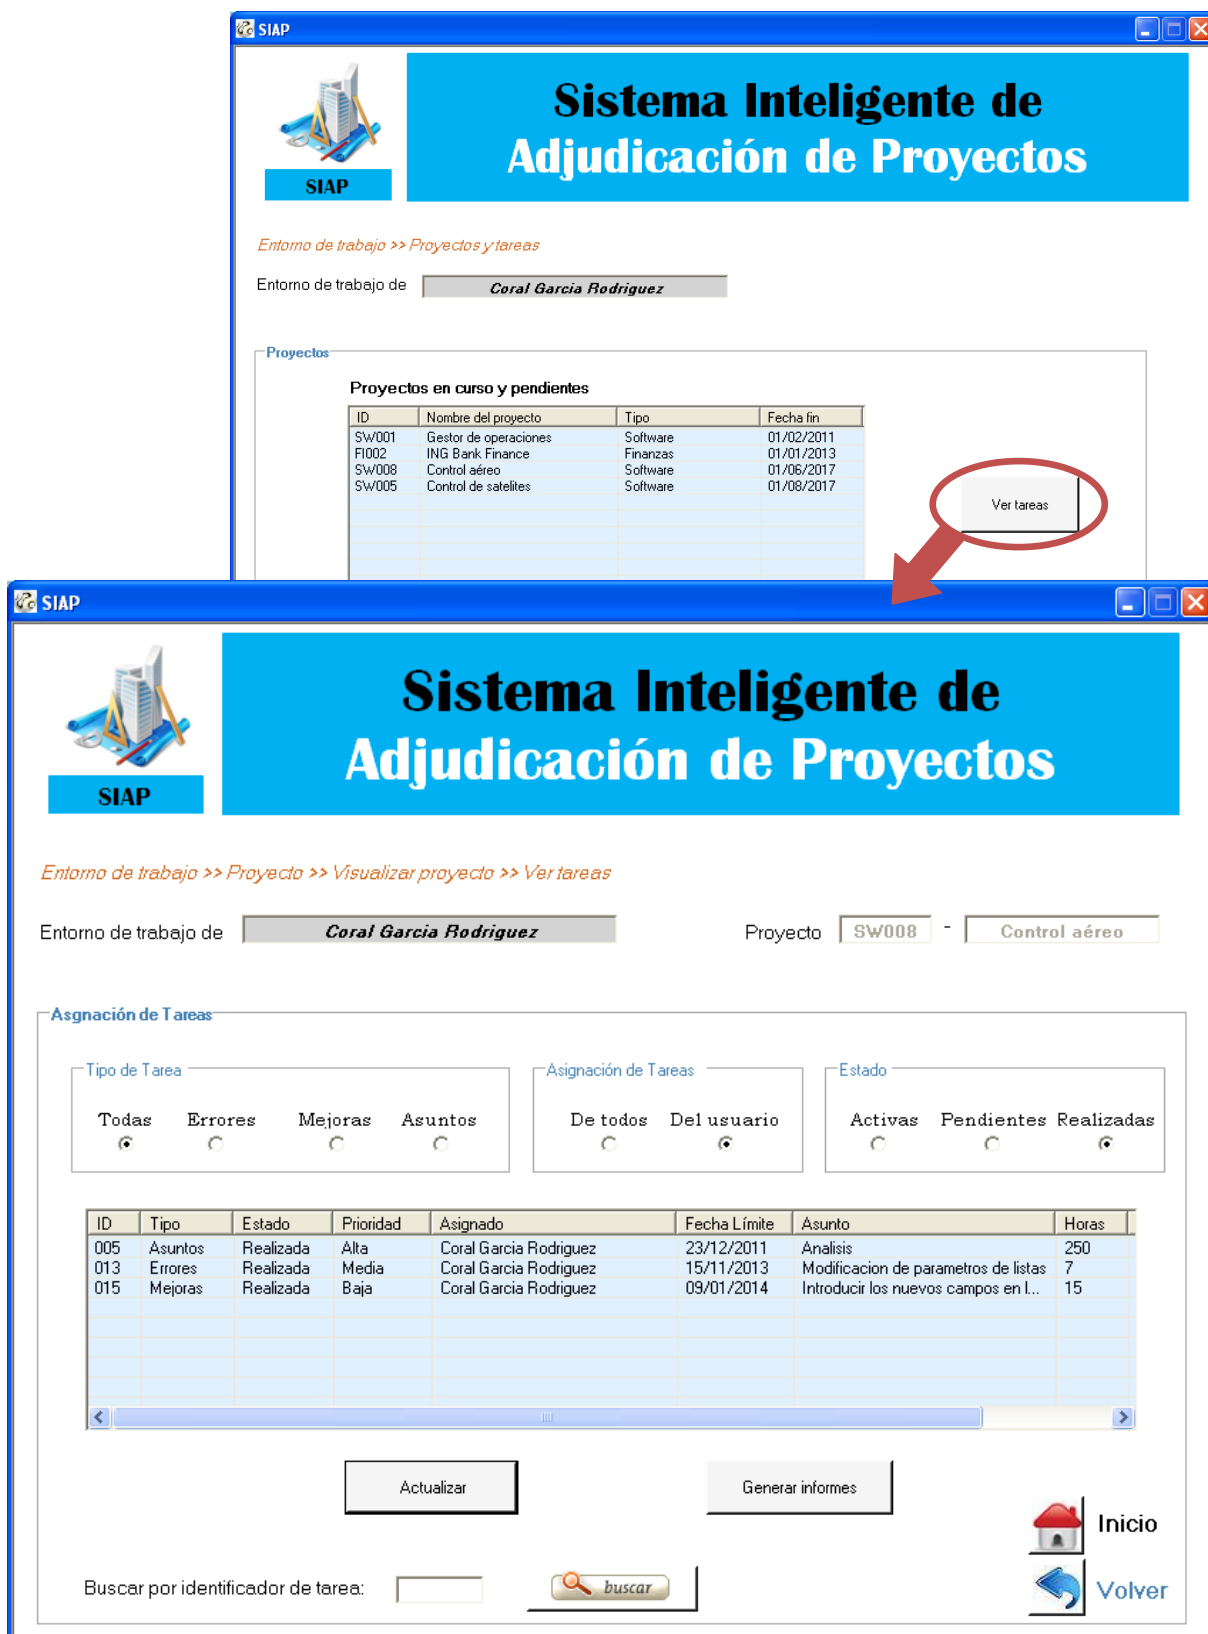 SIAP
Sistema Inteligente de
Adjudicación de Proyectos
SIAP
Entorno de trabajo >> Proyectos y tareas
Entorno de trabajo de Coral Garcia Rodriguez
Proyectos
Proyectos en curso y pendientes
ID Nombre del proyecto Tipo Fecha fin
SW001 Gestor de operaciones Software 01/02/2011
FI002 ING Bank Finance Finanzas 01/01/2013
SW008 Control aéreo Software 01/06/2017
SW005 Control de satelites Software 01/08/2017
Ver tareas
SIAP
Sistema Inteligente de
Adjudicación de Proyectos
SIAP
Entorno de trabajo >> Proyecto >> Visualizar proyecto >> Ver tareas
Entorno de trabajo de Coral Garcia Rodriguez Proyecto SW008 - Control aéreo
Asgnación de Tareas
Tipo de Tarea Asignación de Tareas Estado
Todas Errores Mejoras Asuntos De todos Del usuario Activas Pendientes Realizadas
ID Tipo Estado Prioridad Asignado Fecha Límite Asunto Horas
005 Asuntos Realizada Alta Coral Garcia Rodriguez 23/12/2011 Analisis 250
013 Errores Realizada Media Coral Garcia Rodriguez 15/11/2013 Modificacion de parametros de listas 7
015 Mejoras Realizada Baja Coral Garcia Rodriguez 09/01/2014 Introducir los nuevos campos en l... 15
Actualizar Generar informes
Inicio
Buscar por identificador de tarea: buscar
Volver